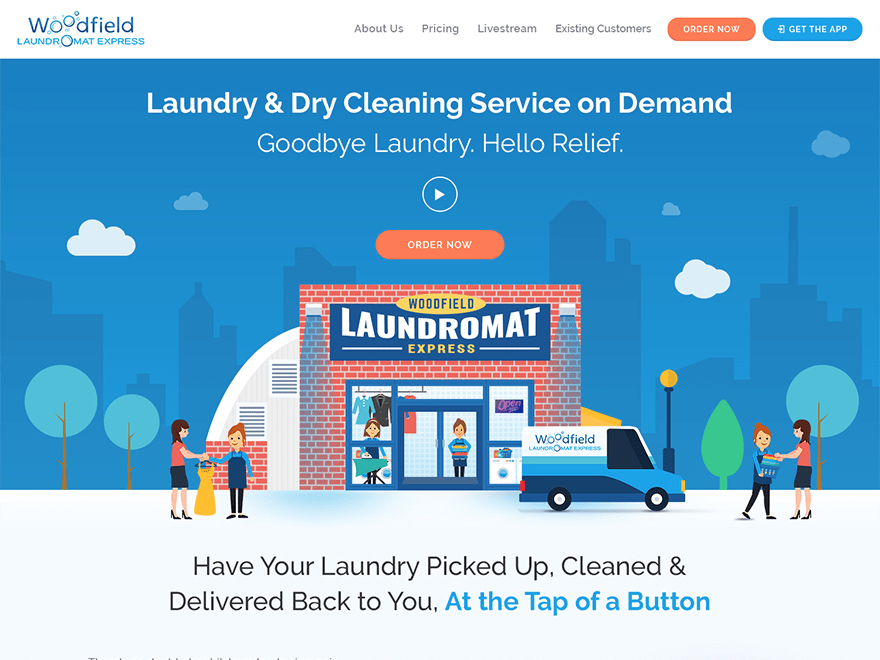 Woodfield
LAUNDROMAT EXPRESS
About Us
Pricing
Livestream
Existing Customers
ORDER NOW
GET THE APP
Laundry & Dry Cleaning Service on Demand
Goodbye Laundry. Hello Relief.
ORDER NOW
WOODFIELD
LAUNDROMAT
EXPRESS
Open
Woodfield
LAUNDROMAT EXPRESS
Have Your Laundry Picked Up, Cleaned &
Delivered Back to You, At the Tap of a Button